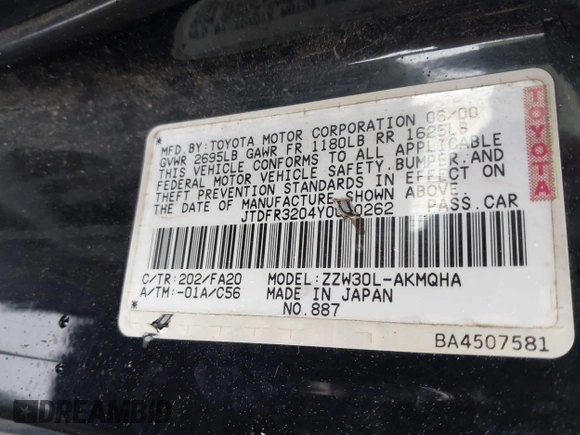 MFD.BY:TOYOTA MOTOR CORPORATION 06/00
GVWR 2695LB GAWR FR 1180LB RR 1625LB
THIS VEHICLE CONFORMS TO ALL APPLICABLE
FEDERAL MOTOR VEHICLE SAFETY,BUMPER,AND
THEFT PREVENTION STANDARDS IN EFFECT ON
THE DATE OF MANUFACTURE SHOWN ABOVE.
PASS.CAR
TOYOTA
C/TR:202/FA20 MODEL:ZZW30L-AKMQHA
A/TM:-01A/C56 MADE IN JAPAN
NO.887
BA4507581
DREAMBID